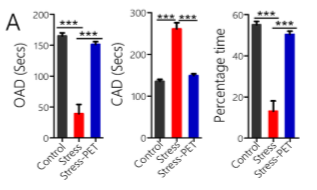 A
OAD (Secs)
200
150
100
50
0
***
***
Control
Stress
Stress-PET
CAD (Secs)
300
200
100
0
***
***
Control
Stress
Stress-PET
Percentage time
60
40
20
0
***
***
Control
Stress
Stress-PET